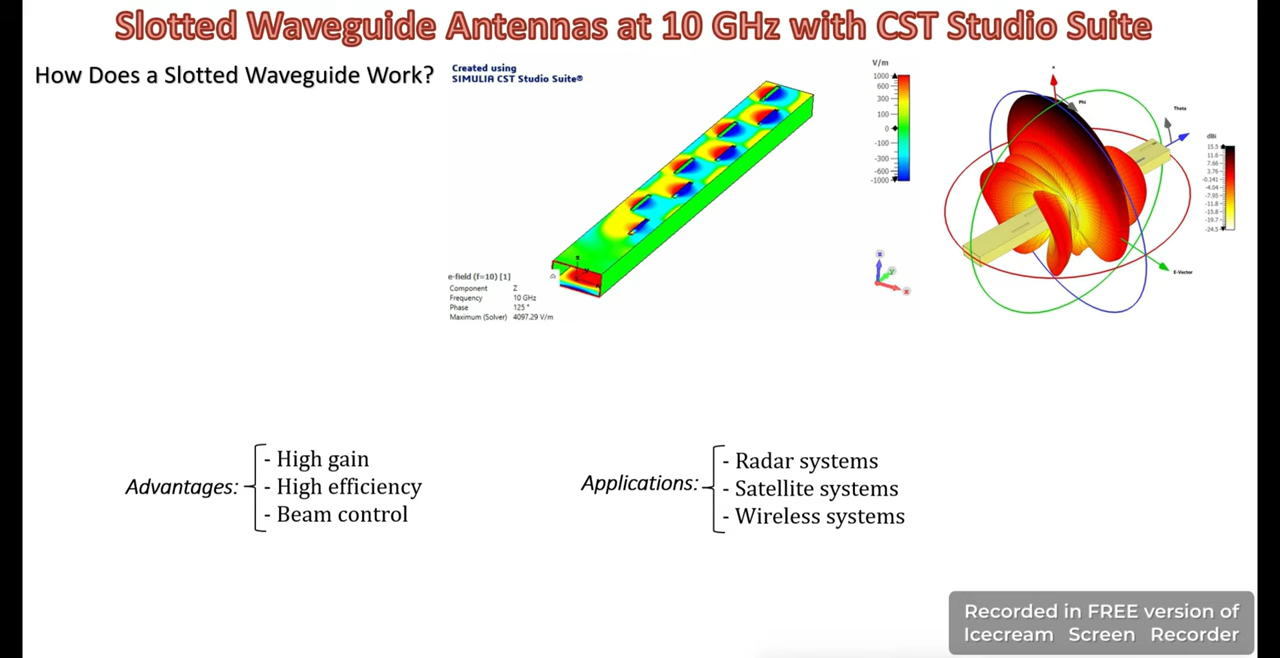 Slotted Waveguide Antennas at 10 GHz with CST Studio Suite
How Does a Slotted Waveguide Work?
Created using
SIMULIA CST Studio Suite®
V/m
1000
600
300
100
0
-100
-300
-600
-1000
e-field (f=10) [1]
Component Z
Frequency 10 GHz
Phase 125 °
Maximum (Solver) 4097.29 V/m
z
y
x
Phi
Theta
E-Vector
dBi
15.5
11.6
7.66
3.76
-0.141
-4.04
-7.95
-11.8
-15.8
-19.7
-24.5
Advantages:
- High gain
- High efficiency
- Beam control
Applications:
- Radar systems
- Satellite systems
- Wireless systems
Recorded in FREE version of
Icecream Screen Recorder